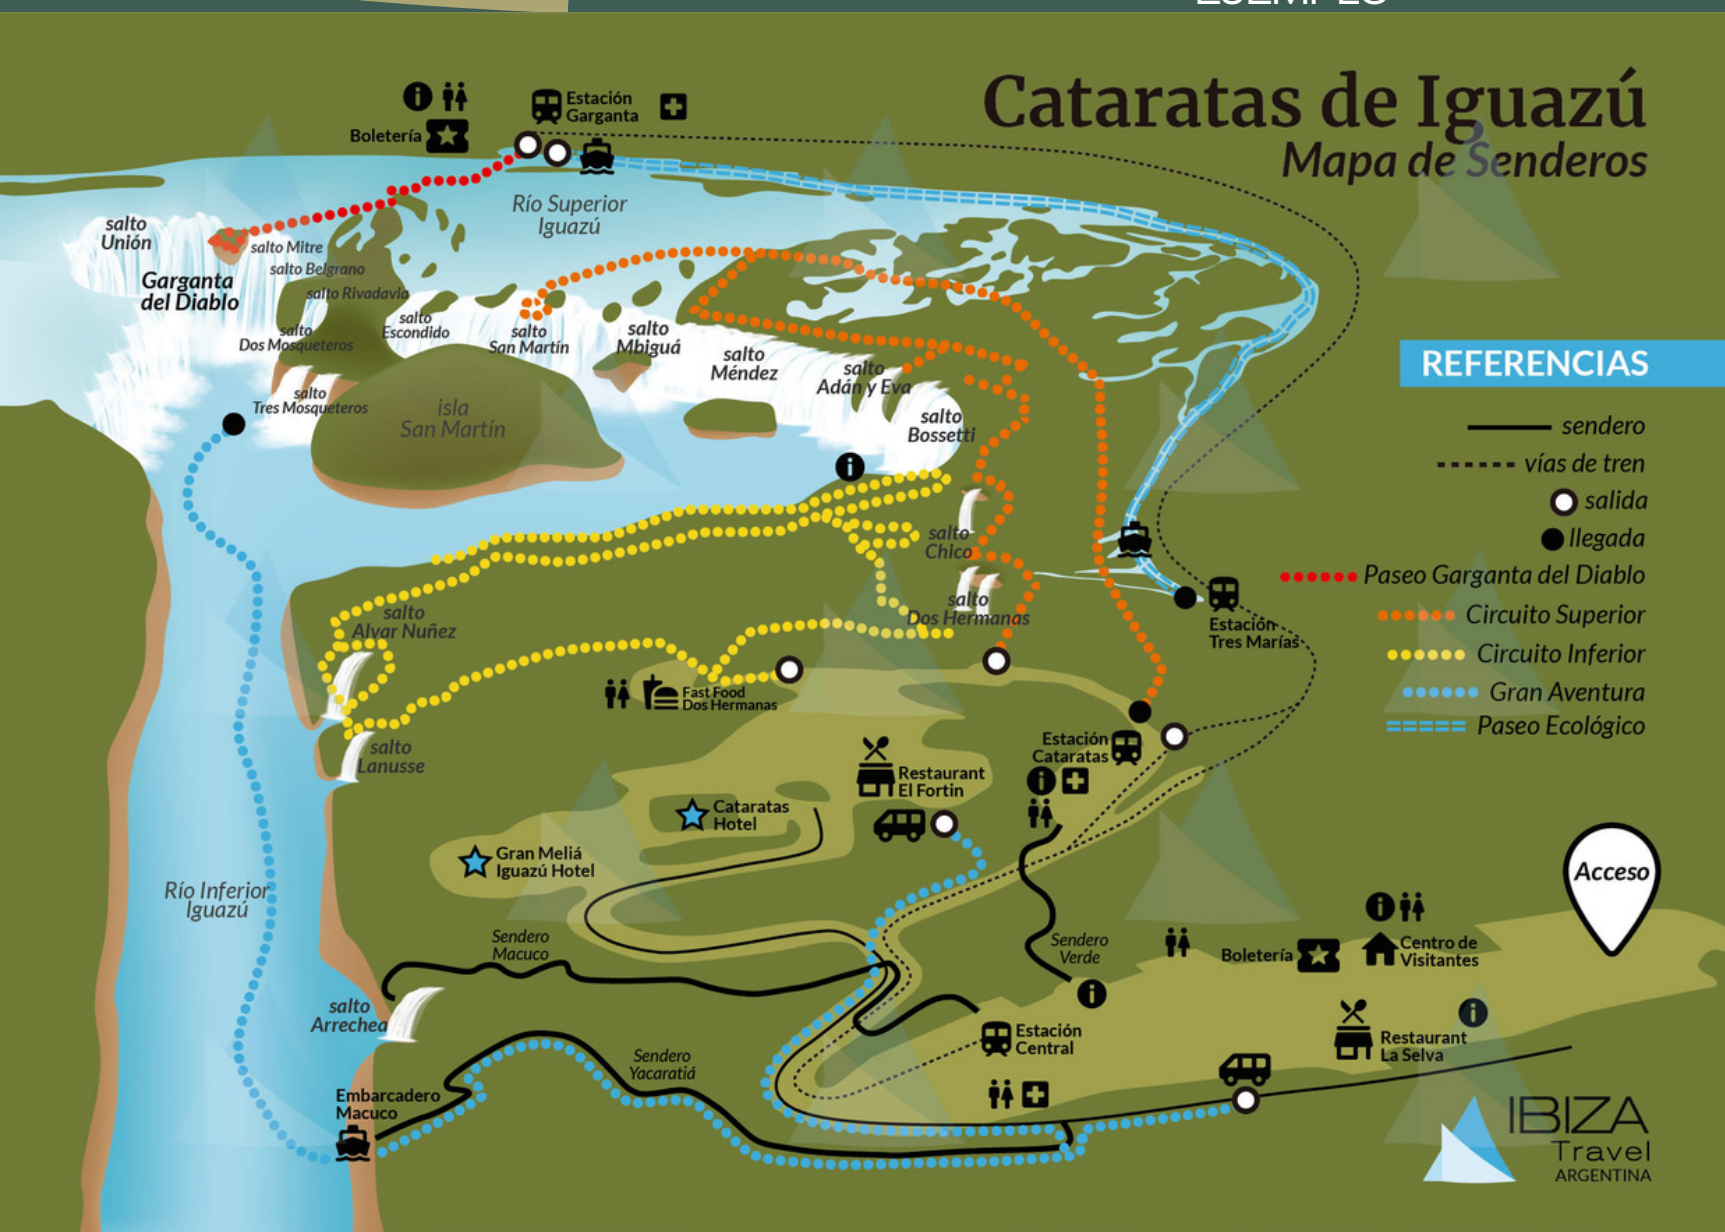 EJEMPLO
Cataratas de Iguazú
Mapa de Senderos
Estación
Garganta
Boletería
Río Superior
Iguazú
salto
Unión
salto Mitre
salto Belgrano
Garganta
del Diablo
salto Rivadavia
salto
Escondido
salto
Dos Mosqueteros
salto
San Martín
salto
Mbiguá
salto
Méndez
salto
Adán y Eva
salto
Tres Mosqueteros
isla
San Martín
salto
Bossetti
salto
Chico
salto
Dos Hermanas
salto
Alvar Nuñez
salto
Lanusse
Fast Food
Dos Hermanas
Estación
Tres Marías
Estación
Cataratas
Restaurant
El Fortin
Cataratas
Hotel
Gran Meliá
Iguazú Hotel
Río Inferior
Iguazú
Sendero
Macuco
Sendero
Verde
salto
Arrechea
Sendero
Yacaratiá
Embarcadero
Macuco
Estación
Central
Boletería
Centro de
Visitantes
Restaurant
La Selva
Acceso
REFERENCIAS
sendero
vías de tren
salida
llegada
Paseo Garganta del Diablo
Circuito Superior
Circuito Inferior
Gran Aventura
Paseo Ecológico
IBIZA
Travel
ARGENTINA